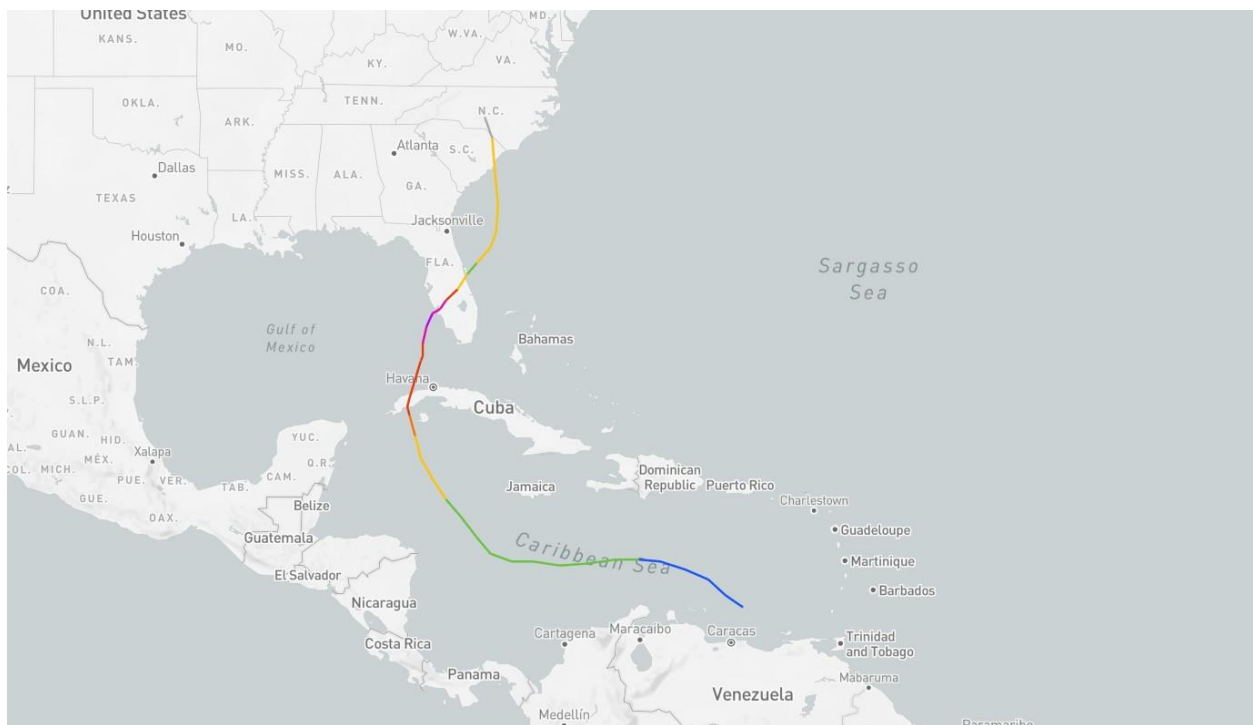 United States
MD.
KANS.
MO.
W.VA.
VA.
KY.
OKLA.
TENN.
N.C.
ARK.
Atlanta
S.C.
Dallas
MISS.
ALA.
GA.
TEXAS
LA.
Jacksonville
Houston
FLA.
Sargasso
Sea
COA.
Gulf of
Mexico
Bahamas
N.L.
TAM.
Mexico
Havana
S.L.P.
Cuba
GUAN.
HID.
YUC.
AL.
Xalapa
MÉX.
Q.R.
COL.
MICH.
PUE.
VER.
CAM.
TAB.
Dominican
Republic
Puerto Rico
Jamaica
GUE.
Belize
Charlestown
OAX.
Guadeloupe
Guatemala
Caribbean Sea
Martinique
El Salvador
Barbados
Nicaragua
Cartagena
Maracaibo
Caracas
Trinidad
and Tobago
Costa Rica
Panama
Mabaruma
Venezuela
Medellín
Paramaribo